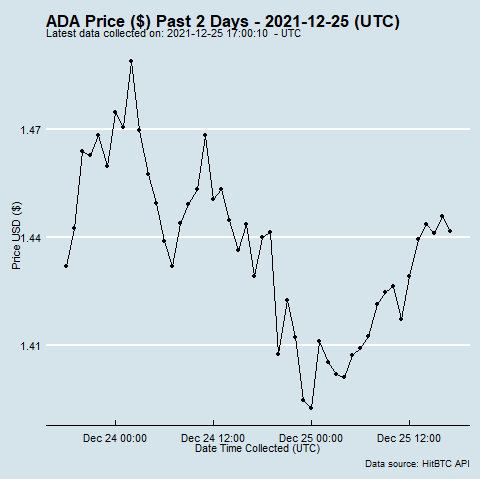 ADA Price ($) Past 2 Days - 2021-12-25 (UTC)
Latest data collected on: 2021-12-25 17:00:10  - UTC
1.47
1.44
1.41
Price USD ($)
Dec 24 00:00
Dec 24 12:00
Dec 25 00:00
Dec 25 12:00
Date Time Collected (UTC)
Data source: HitBTC API